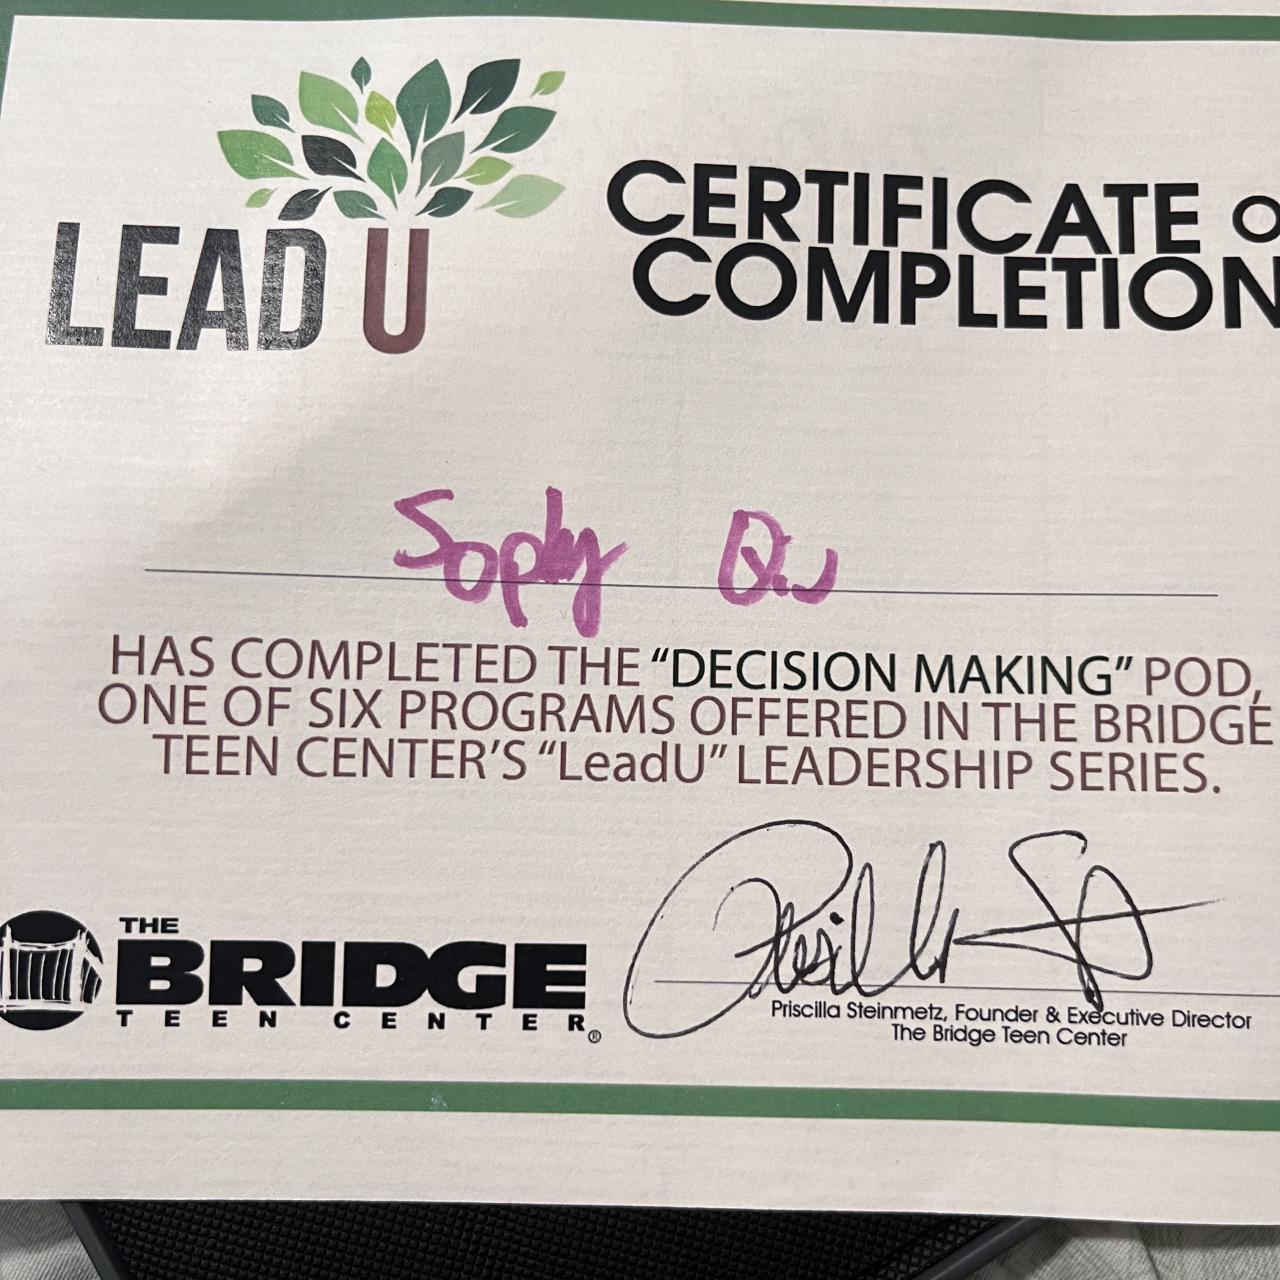 LEAD U
CERTIFICATE O
COMPLETION
Sophy Qiu
HAS COMPLETED THE “DECISION MAKING” POD,
ONE OF SIX PROGRAMS OFFERED IN THE BRIDGE
TEEN CENTER’S “LeadU” LEADERSHIP SERIES.
THE
BRIDGE
TEEN CENTER®
Priscilla Steinmetz, Founder & Executive Director
The Bridge Teen Center